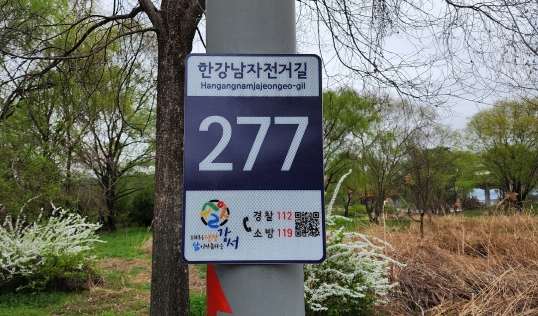 한강남자전거길
Hangangnamjajeongeo-gil
277
경찰 112
소방 119
강서